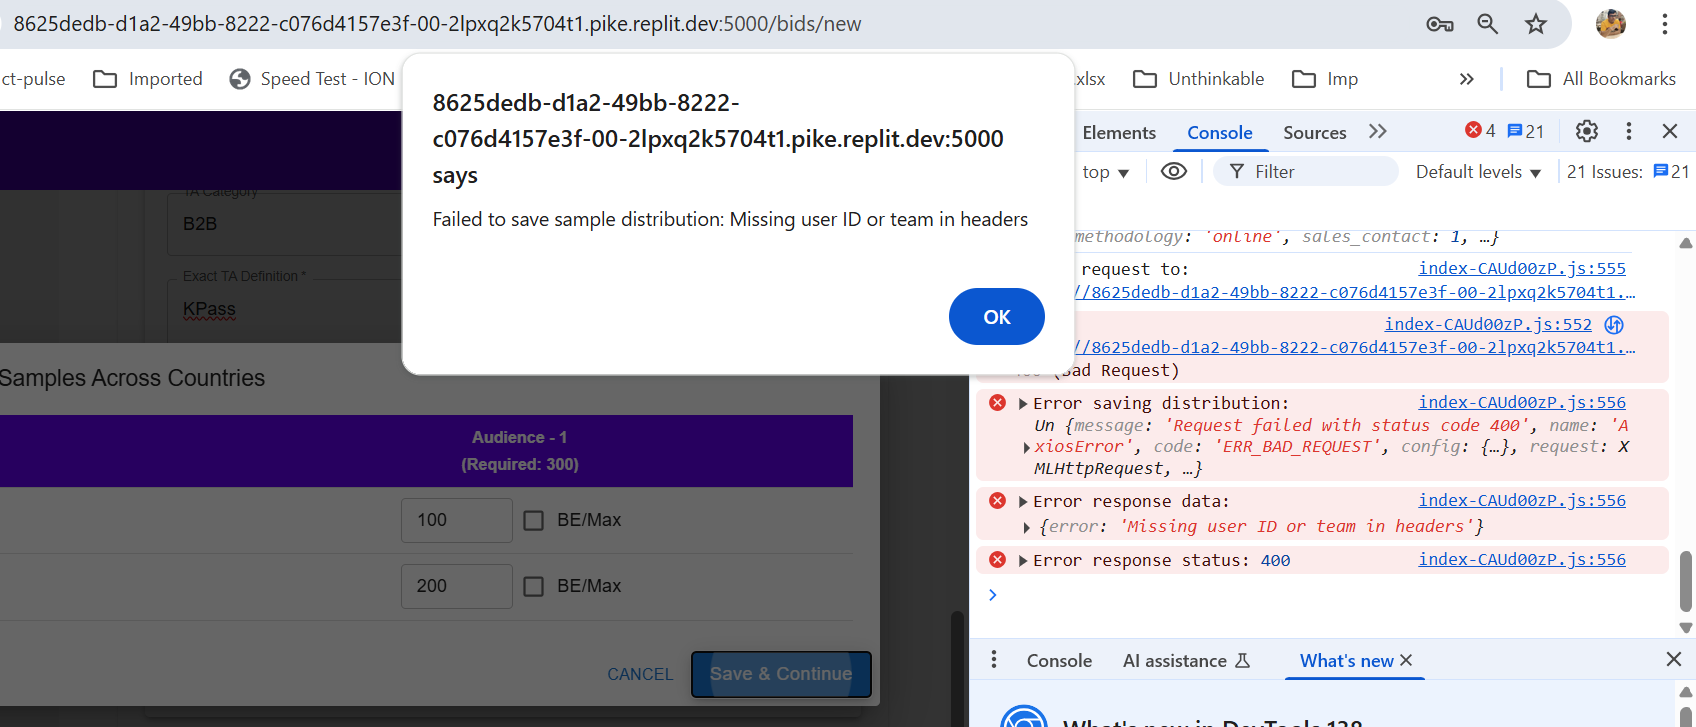 8625dedb-d1a2-49bb-8222-c076d4157e3f-00-2lpxq2k5704t1.pike.replit.dev:5000/bids/new
ct-pulse
Imported
Speed Test - ION
.xlsx
Unthinkable
Imp
All Bookmarks
8625dedb-d1a2-49bb-8222-
c076d4157e3f-00-2lpxq2k5704t1.pike.replit.dev:5000
says
Failed to save sample distribution: Missing user ID or team in headers
OK
TA Category
B2B
Exact TA Definition *
KPass
Samples Across Countries
Audience - 1
(Required: 300)
100
BE/Max
200
BE/Max
CANCEL
Save & Continue
Elements
Console
Sources
4
21
top
Filter
Default levels
21 Issues:
21
methodology: 'online', sales_contact: 1, …}
request to:
index-CAUd00zP.js:555
//8625dedb-d1a2-49bb-8222-c076d4157e3f-00-2lpxq2k5704t1.…
index-CAUd00zP.js:552
//8625dedb-d1a2-49bb-8222-c076d4157e3f-00-2lpxq2k5704t1.…
Bad Request)
Error saving distribution:
index-CAUd00zP.js:556
Un {message: 'Request failed with status code 400', name: 'A
xiosError', code: 'ERR_BAD_REQUEST', config: {…}, request: X
MLHttpRequest, …}
Error response data:
index-CAUd00zP.js:556
{error: 'Missing user ID or team in headers'}
Error response status: 400
index-CAUd00zP.js:556
Console
AI assistance
What's new
What's new in DevTools 138